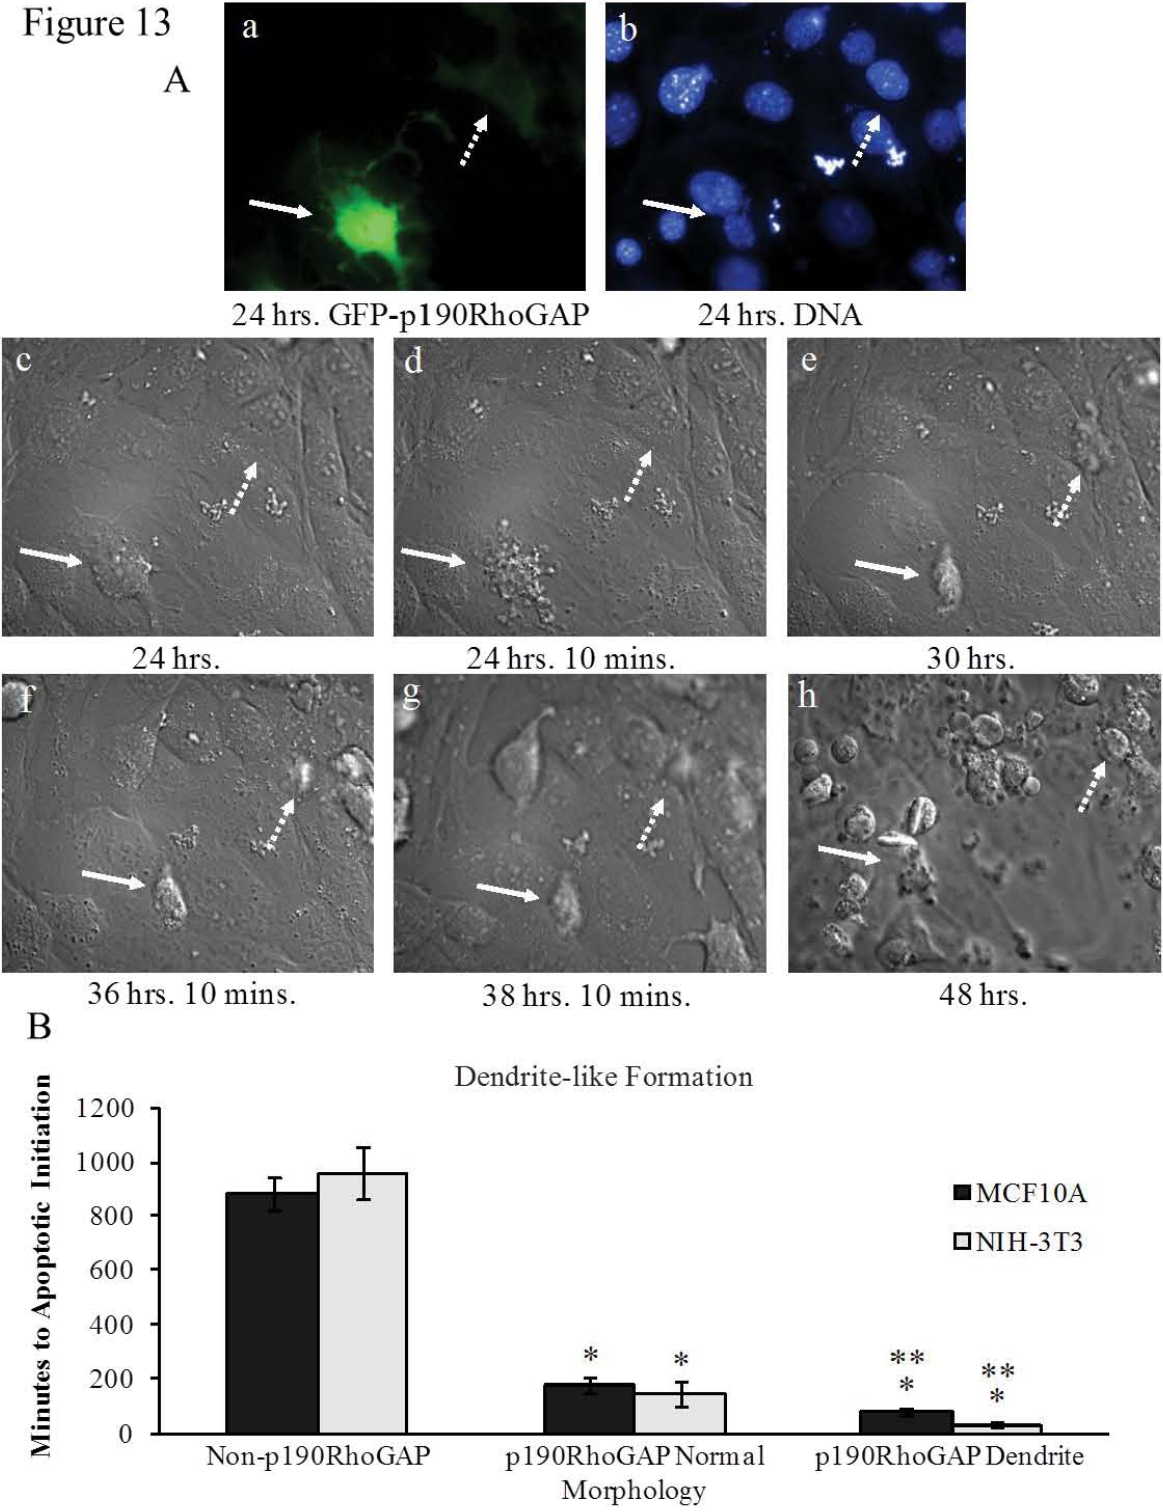 Figure 13
A
a
b
24 hrs. GFP-p190RhoGAP
24 hrs. DNA
c
d
e
24 hrs.
24 hrs. 10 mins.
30 hrs.
f
g
h
36 hrs. 10 mins.
38 hrs. 10 mins.
48 hrs.
B
Dendrite-like Formation
Minutes to Apoptotic Initiation
1200
1000
800
600
400
200
0
MCF10A
NIH-3T3
*
*
**
*
**
*
Non-p190RhoGAP
p190RhoGAP Normal
Morphology
p190RhoGAP Dendrite